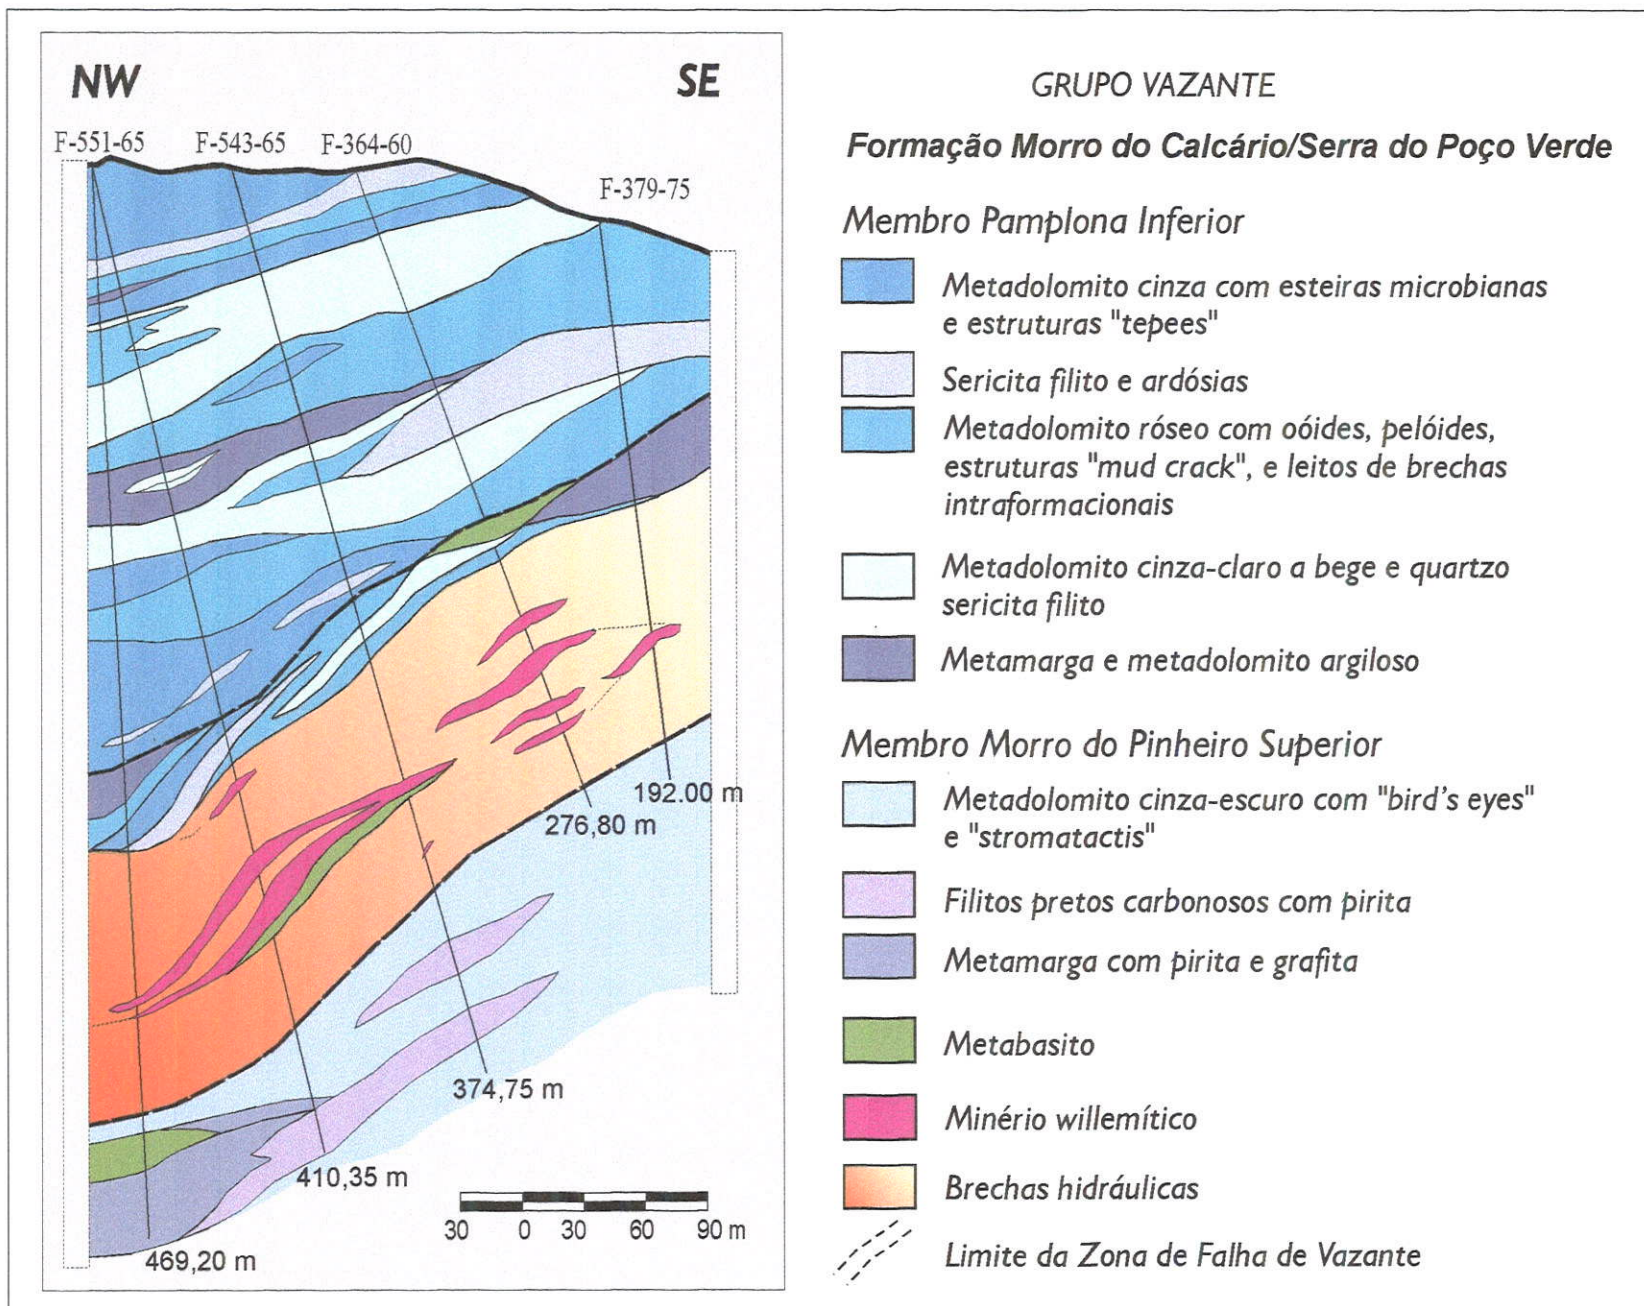 NW
SE
F-551-65
F-543-65
F-364-60
F-379-75
192.00 m
276,80 m
374,75 m
410,35 m
469,20 m
30 0 30 60 90 m
GRUPO VAZANTE
Formação Morro do Calcário/Serra do Poço Verde
Membro Pamplona Inferior
Metadolomito cinza com esteiras microbianas
e estruturas "tepees"
Sericita filito e ardósias
Metadolomito róseo com oóides, pelóides,
estruturas "mud crack", e leitos de brechas
intraformacionais
Metadolomito cinza-claro a bege e quartzo
sericita filito
Metamarga e metadolomito argiloso
Membro Morro do Pinheiro Superior
Metadolomito cinza-escuro com "bird's eyes"
e "stromatactis"
Filitos pretos carbonosos com pirita
Metamarga com pirita e grafita
Metabasito
Minério willemítico
Brechas hidráulicas
Limite da Zona de Falha de Vazante